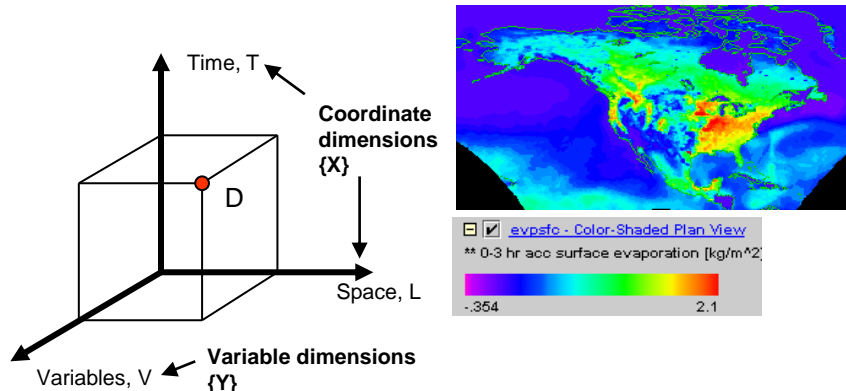 Time, T
Coordinate
dimensions
{X}
D
Space, L
Variables, V
Variable dimensions
{Y}
evpsfc - Color-Shaded Plan View
** 0-3 hr acc surface evaporation [kg/m^2]
-.354
2.1